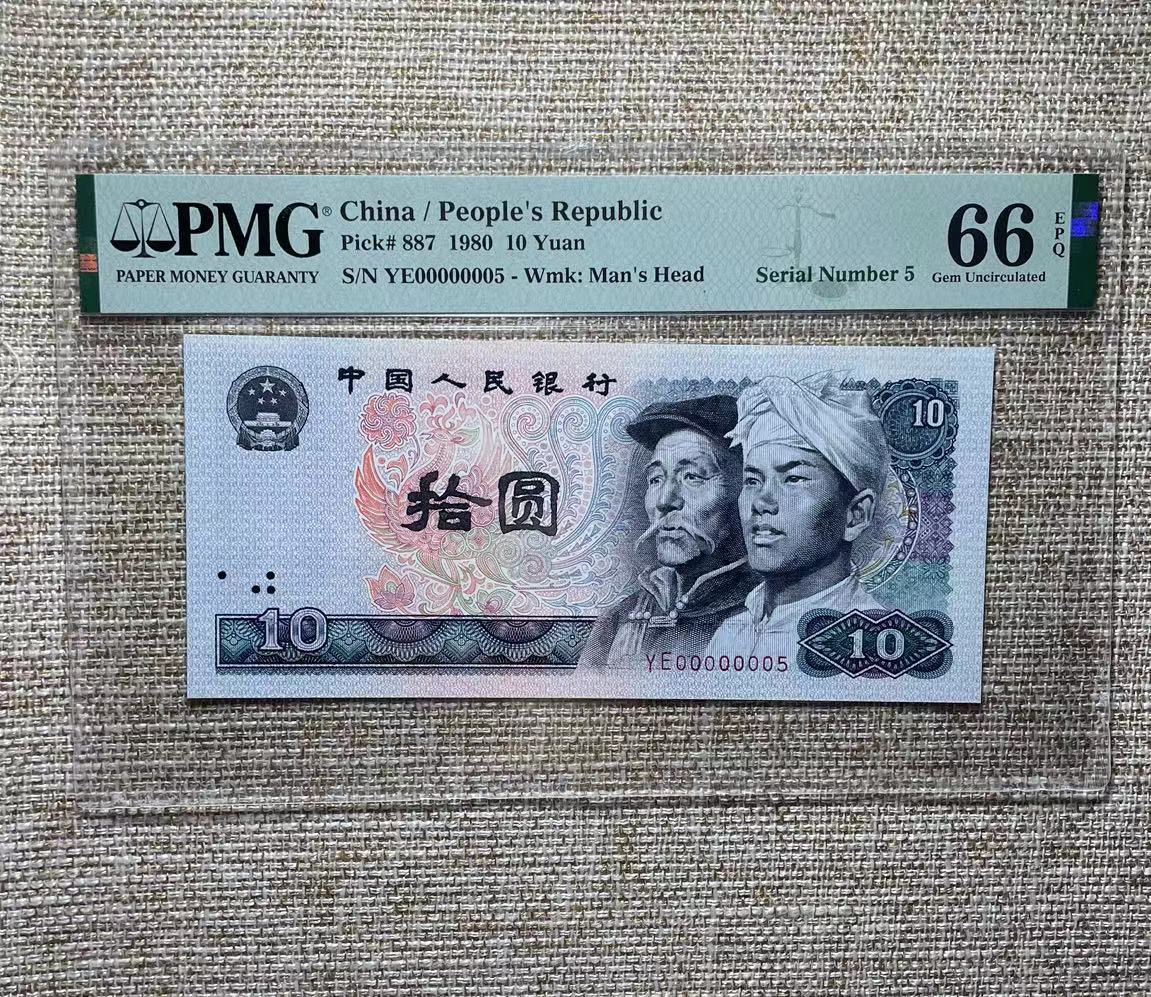 PMG® China / People's Republic
Pick# 887 1980 10 Yuan
PAPER MONEY GUARANTY S/N YE00000005 - Wmk: Man's Head
Serial Number 5
66 EPQ
Gem Uncirculated
中国人民银行
10
拾圆
10
YE00000005
10